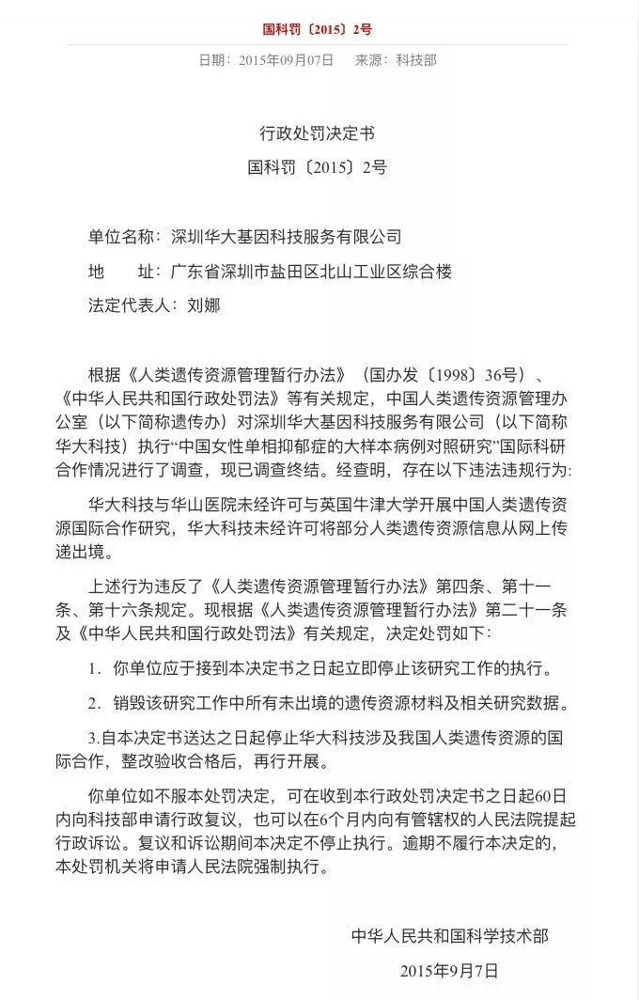 国科罚〔2015〕2号
日期：2015年09月07日 来源：科技部
行政处罚决定书
国科罚〔2015〕2号
单位名称：深圳华大基因科技服务有限公司
地 址：广东省深圳市盐田区北山工业区综合楼
法定代表人：刘娜
根据《人类遗传资源管理暂行办法》（国办发〔1998〕36号）、
《中华人民共和国行政处罚法》等有关规定，中国人类遗传资源管理办
公室（以下简称遗传办）对深圳华大基因科技服务有限公司（以下简称
华大科技）执行“中国女性单相抑郁症的大样本病例对照研究”国际科研
合作情况进行了调查，现已调查终结。经查明，存在以下违法违规行为:
华大科技与华山医院未经许可与英国牛津大学开展中国人类遗传资
源国际合作研究，华大科技未经许可将部分人类遗传资源信息从网上传
递出境。
上述行为违反了《人类遗传资源管理暂行办法》第四条、第十一
条、第十六条规定。现根据《人类遗传资源管理暂行办法》第二十一条
及《中华人民共和国行政处罚法》有关规定，决定处罚如下：
1．你单位应于接到本决定书之日起立即停止该研究工作的执行。
2．销毁该研究工作中所有未出境的遗传资源材料及相关研究数据。
3.自本决定书送达之日起停止华大科技涉及我国人类遗传资源的国
际合作，整改验收合格后，再行开展。
你单位如不服本处罚决定，可在收到本行政处罚决定书之日起60日
内向科技部申请行政复议，也可以在6个月内向有管辖权的人民法院提起
行政诉讼。复议和诉讼期间本决定不停止执行。逾期不履行本决定的，
本处罚机关将申请人民法院强制执行。
中华人民共和国科学技术部
2015年9月7日